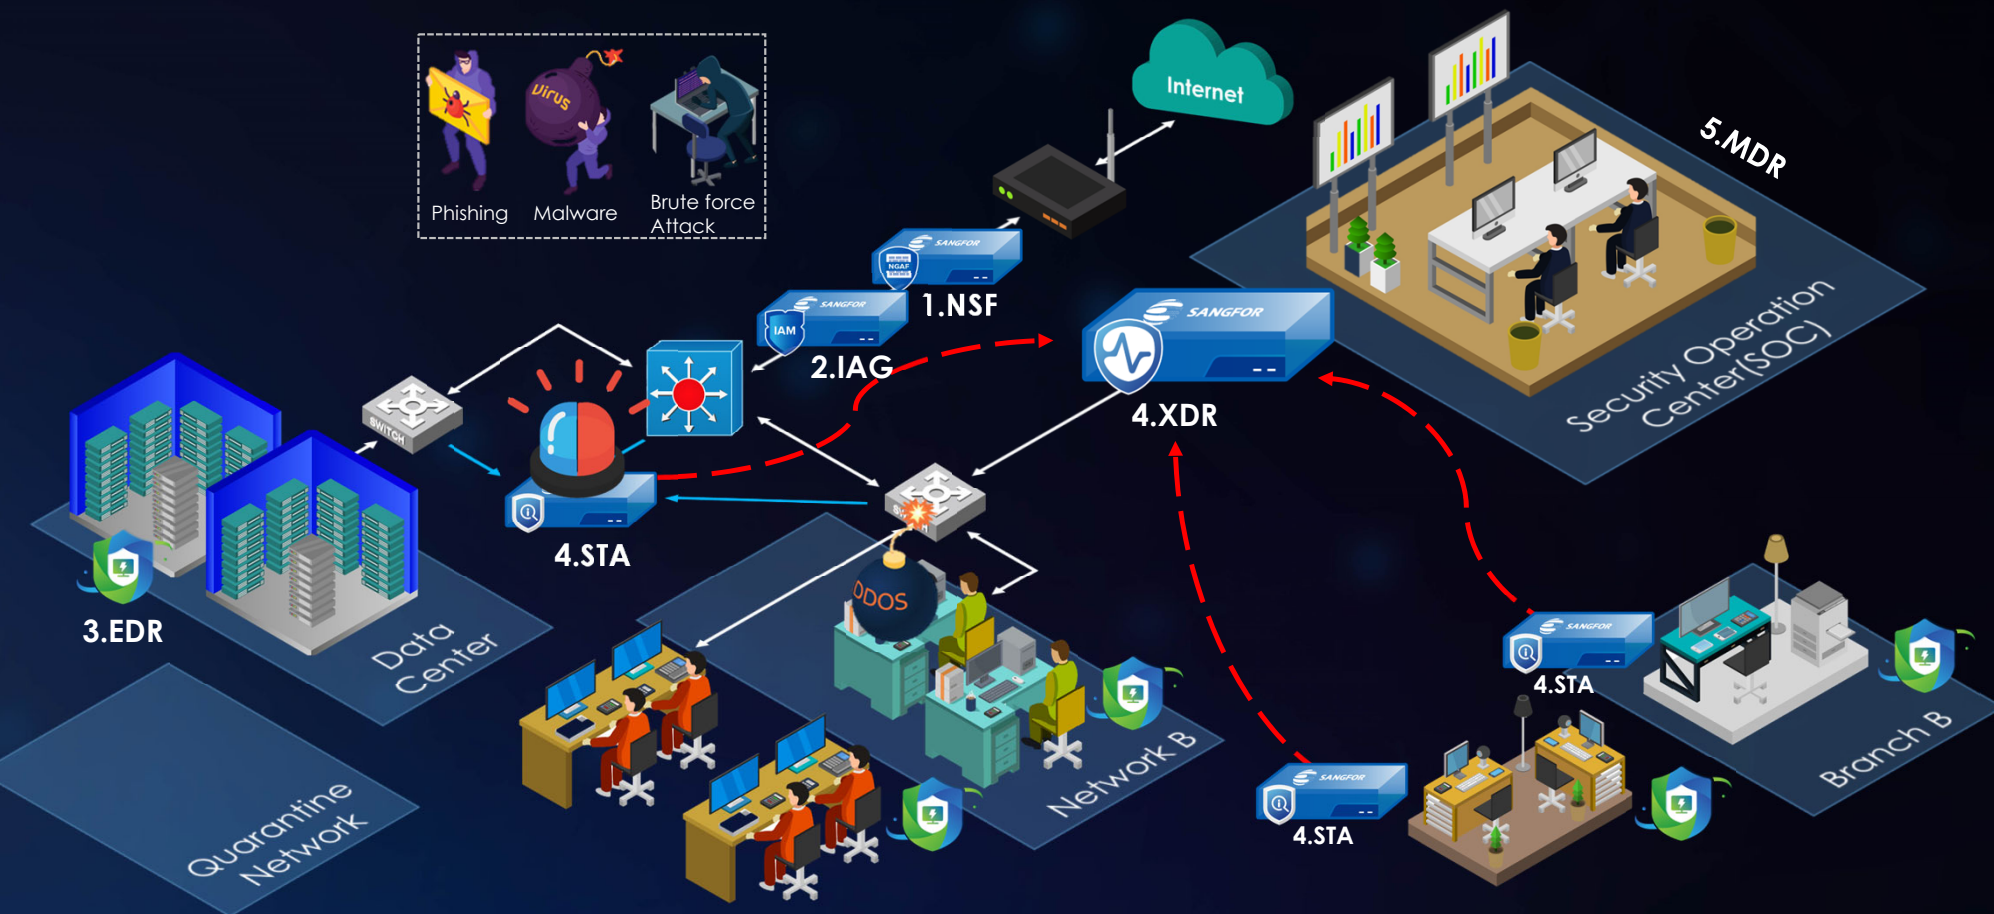 Phishing
Malware
Brute force
Attack
Virus
Internet
5.MDR
SANGFOR
NGAF
1.NSF
SANGFOR
IAM
2.IAG
SANGFOR
4.XDR
Security Operation
Center(SOC)
SWITCH
4.STA
3.EDR
Data
Center
DDOS
Network B
Quarantine
Network
SANGFOR
4.STA
Branch B
SANGFOR
4.STA